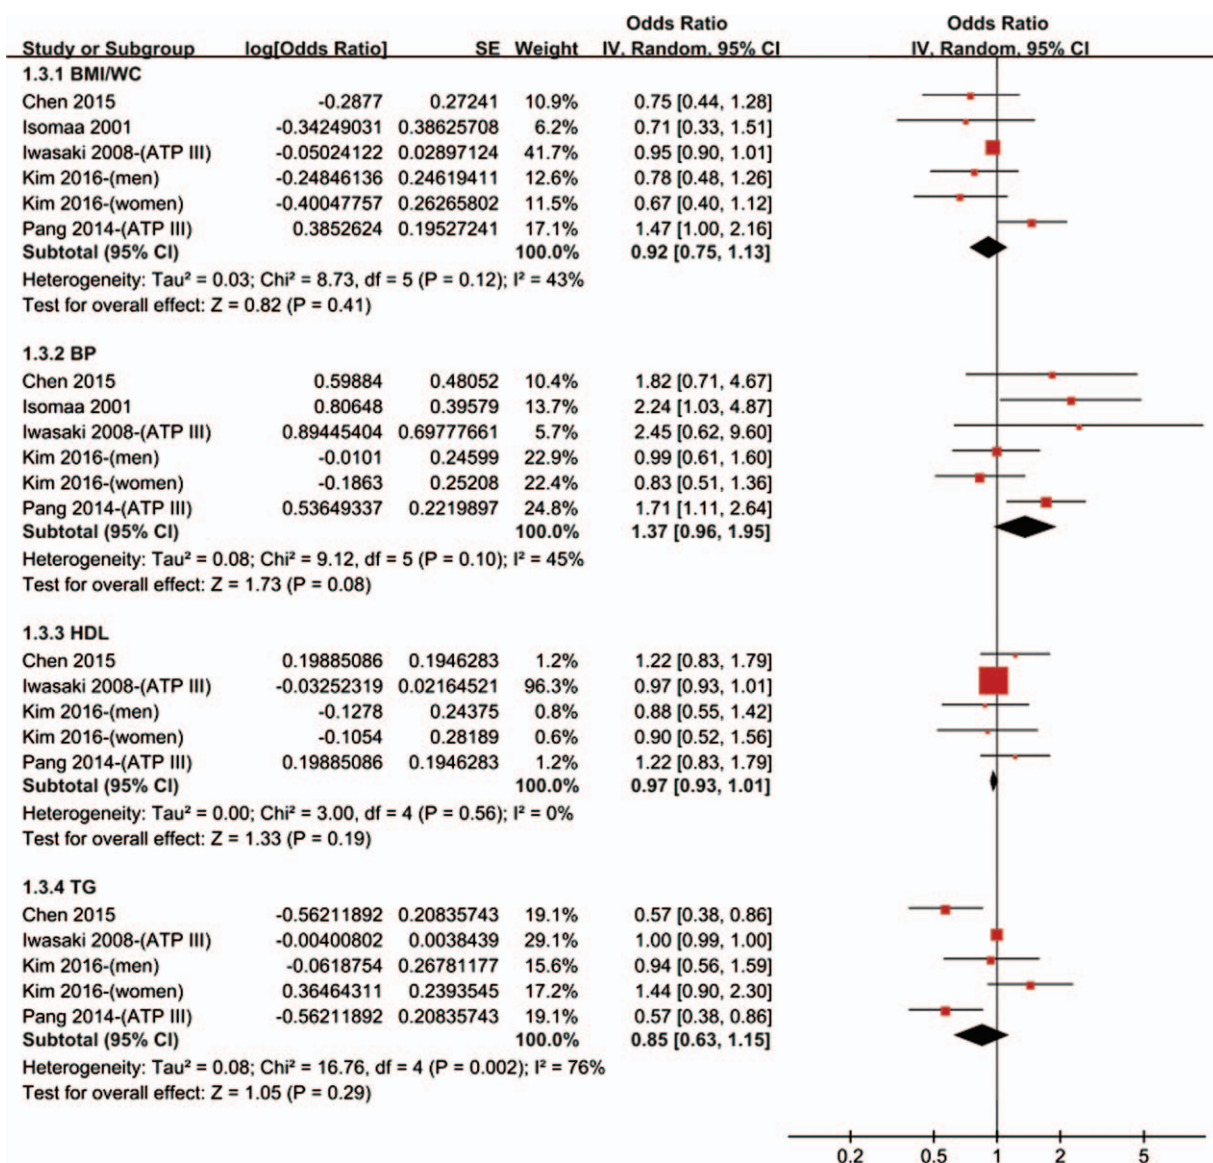 Odds Ratio Odds Ratio
Study or Subgroup log[Odds Ratio] SE Weight IV, Random, 95% CI IV, Random, 95% CI
1.3.1 BMI/WC
Chen 2015 -0.2877 0.27241 10.9% 0.75 [0.44, 1.28]
Isomaa 2001 -0.34249031 0.38625708 6.2% 0.71 [0.33, 1.51]
Iwasaki 2008-(ATP III) -0.05024122 0.02897124 41.7% 0.95 [0.90, 1.01]
Kim 2016-(men) -0.24846136 0.24619411 12.6% 0.78 [0.48, 1.26]
Kim 2016-(women) -0.40047757 0.26265802 11.5% 0.67 [0.40, 1.12]
Pang 2014-(ATP III) 0.3852624 0.19527241 17.1% 1.47 [1.00, 2.16]
Subtotal (95% CI) 100.0% 0.92 [0.75, 1.13]
Heterogeneity: Tau² = 0.03; Chi² = 8.73, df = 5 (P = 0.12); I² = 43%
Test for overall effect: Z = 0.82 (P = 0.41)
1.3.2 BP
Chen 2015 0.59884 0.48052 10.4% 1.82 [0.71, 4.67]
Isomaa 2001 0.80648 0.39579 13.7% 2.24 [1.03, 4.87]
Iwasaki 2008-(ATP III) 0.89445404 0.69777661 5.7% 2.45 [0.62, 9.60]
Kim 2016-(men) -0.0101 0.24599 22.9% 0.99 [0.61, 1.60]
Kim 2016-(women) -0.1863 0.25208 22.4% 0.83 [0.51, 1.36]
Pang 2014-(ATP III) 0.53649337 0.2219897 24.8% 1.71 [1.11, 2.64]
Subtotal (95% CI) 100.0% 1.37 [0.96, 1.95]
Heterogeneity: Tau² = 0.08; Chi² = 9.12, df = 5 (P = 0.10); I² = 45%
Test for overall effect: Z = 1.73 (P = 0.08)
1.3.3 HDL
Chen 2015 0.19885086 0.1946283 1.2% 1.22 [0.83, 1.79]
Iwasaki 2008-(ATP III) -0.03252319 0.02164521 96.3% 0.97 [0.93, 1.01]
Kim 2016-(men) -0.1278 0.24375 0.8% 0.88 [0.55, 1.42]
Kim 2016-(women) -0.1054 0.28189 0.6% 0.90 [0.52, 1.56]
Pang 2014-(ATP III) 0.19885086 0.1946283 1.2% 1.22 [0.83, 1.79]
Subtotal (95% CI) 100.0% 0.97 [0.93, 1.01]
Heterogeneity: Tau² = 0.00; Chi² = 3.00, df = 4 (P = 0.56); I² = 0%
Test for overall effect: Z = 1.33 (P = 0.19)
1.3.4 TG
Chen 2015 -0.56211892 0.20835743 19.1% 0.57 [0.38, 0.86]
Iwasaki 2008-(ATP III) -0.00400802 0.0038439 29.1% 1.00 [0.99, 1.00]
Kim 2016-(men) -0.0618754 0.26781177 15.6% 0.94 [0.56, 1.59]
Kim 2016-(women) 0.36464311 0.2393545 17.2% 1.44 [0.90, 2.30]
Pang 2014-(ATP III) -0.56211892 0.20835743 19.1% 0.57 [0.38, 0.86]
Subtotal (95% CI) 100.0% 0.85 [0.63, 1.15]
Heterogeneity: Tau² = 0.08; Chi² = 16.76, df = 4 (P = 0.002); I² = 76%
Test for overall effect: Z = 1.05 (P = 0.29)
0.2 0.5 1 2 5